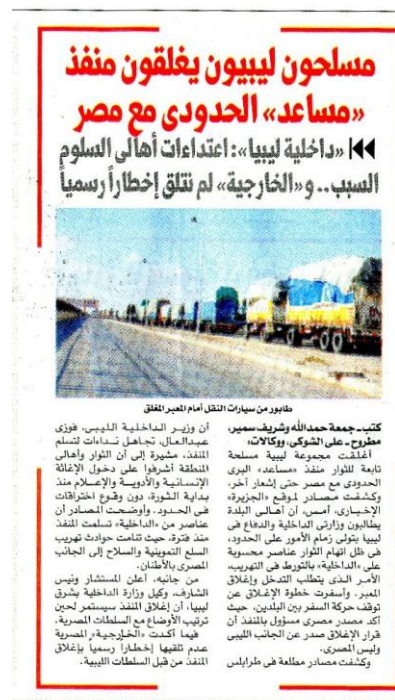 مسلحون ليبيون يغلقون منفذ
«مساعد» الحدودى مع مصر
«داخلية ليبيا»: اعتداءات أهالى السلوم
السبب.. و«الخارجية» لم نتلق إخطاراً رسمياً
طابور من سيارات النقل أمام المعبر المغلق
كتب ـ جمعة حمدالله وشريف سمير،
مطروح ـ على الشوكى، ووكالات:
أغلقت مجموعة ليبية مسلحة
تابعة للثوار منفذ «مساعد» البرى
الحدودى مع مصر حتى إشعار آخر،
وكشفت مصادر لموقع «الجزيرة»
الإخبارى، أمس، أن أهالى البلدة
يطالبون وزارتى الداخلية والدفاع فى
ليبيا بتولى زمام الأمور على الحدود،
فى ظل اتهام الثوار عناصر محسوبة
على «الداخلية» بالتورط فى التهريب،
الأمر الذى يتطلب التدخل وإغلاق
المعبر. وأسفرت خطوة الإغلاق عن
توقف حركة السفر بين البلدين، حيث
أكد مصدر مصرى مسؤول بالمنفذ أن
قرار الإغلاق صدر عن الجانب الليبى
وليس المصرى.
وكشفت مصادر مطلعة فى طرابلس
أن وزير الداخلية الليبى، فوزى
عبدالعال، تجاهل نداءات لتسلم
المنفذ، مشيرة إلى أن الثوار وأهالى
المنطقة أشرفوا على دخول الإغاثة
الإنسانية والأدوية والإعلام منذ
بداية الثورة، دون وقوع اختراقات
فى الحدود. وأوضحت المصادر أن
عناصر من «الداخلية» تسلمت المنفذ
منذ فترة، حيث تنامت حوادث تهريب
السلع التموينية والسلاح إلى الجانب
المصرى بالأطنان.
من جانبه، أعلن المستشار ونيس
الشارف، وكيل وزارة الداخلية بشرق
ليبيا، أن إغلاق المنفذ سيستمر لحين
ترتيب الأوضاع مع السلطات المصرية.
فيما أكدت «الخارجية» المصرية
عدم تلقيها إخطاراً رسمياً بإغلاق
المنفذ من قبل السلطات الليبية.